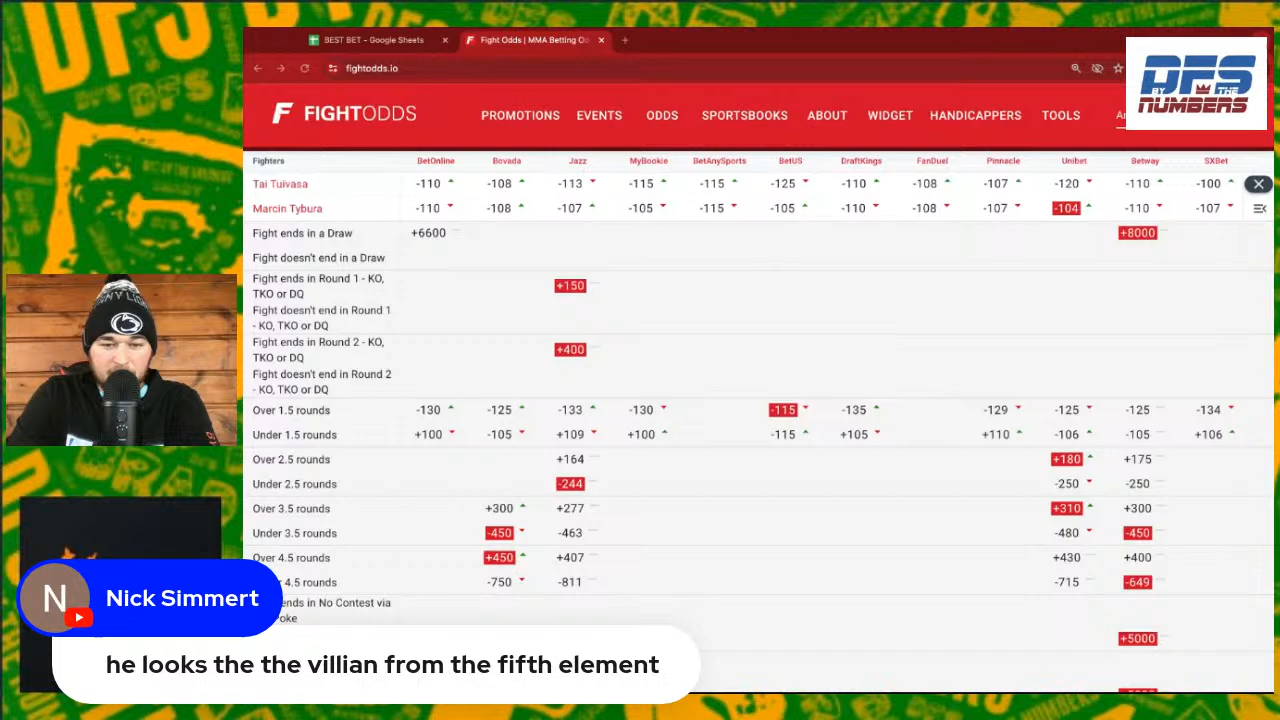 BEST BET - Google Sheets
Fight Odds | MMA Betting Od
fightodds.io
DFS
BY THE
NUMBERS
F FIGHTODDS
PROMOTIONS EVENTS ODDS SPORTSBOOKS ABOUT WIDGET HANDICAPPERS TOOLS
Fighters BetOnline Bovada Jazz MyBookie BetAnySports BetUS DraftKings FanDuel Pinnacle Unibet Betway SXBet
Tai Tuivasa -110 -108 -113 -115 -115 -125 -110 -108 -107 -120 -110 -100
Marcin Tybura -110 -108 -107 -105 -115 -105 -110 -108 -107 -104 -110 -107
Fight ends in a Draw +6600 +8000
Fight doesn't end in a Draw
Fight ends in Round 1 - KO,
TKO or DQ +150
Fight doesn't end in Round 1
- KO, TKO or DQ
Fight ends in Round 2 - KO,
TKO or DQ +400
Fight doesn't end in Round 2
- KO, TKO or DQ
Over 1.5 rounds -130 -125 -133 -130 -115 -135 -129 -125 -125 -134
Under 1.5 rounds +100 -105 +109 +100 -115 +105 +110 -106 -105 +106
Over 2.5 rounds +164 +180 +175
Under 2.5 rounds -244 -250 -250
Over 3.5 rounds +300 +277 +310 +300
Under 3.5 rounds -450 -463 -480 -450
Over 4.5 rounds +450 +407 +430 +400
4.5 rounds -750 -811 -715 -649
ends in No Contest via
oke +5000
N Nick Simmert
he looks the the villian from the fifth element